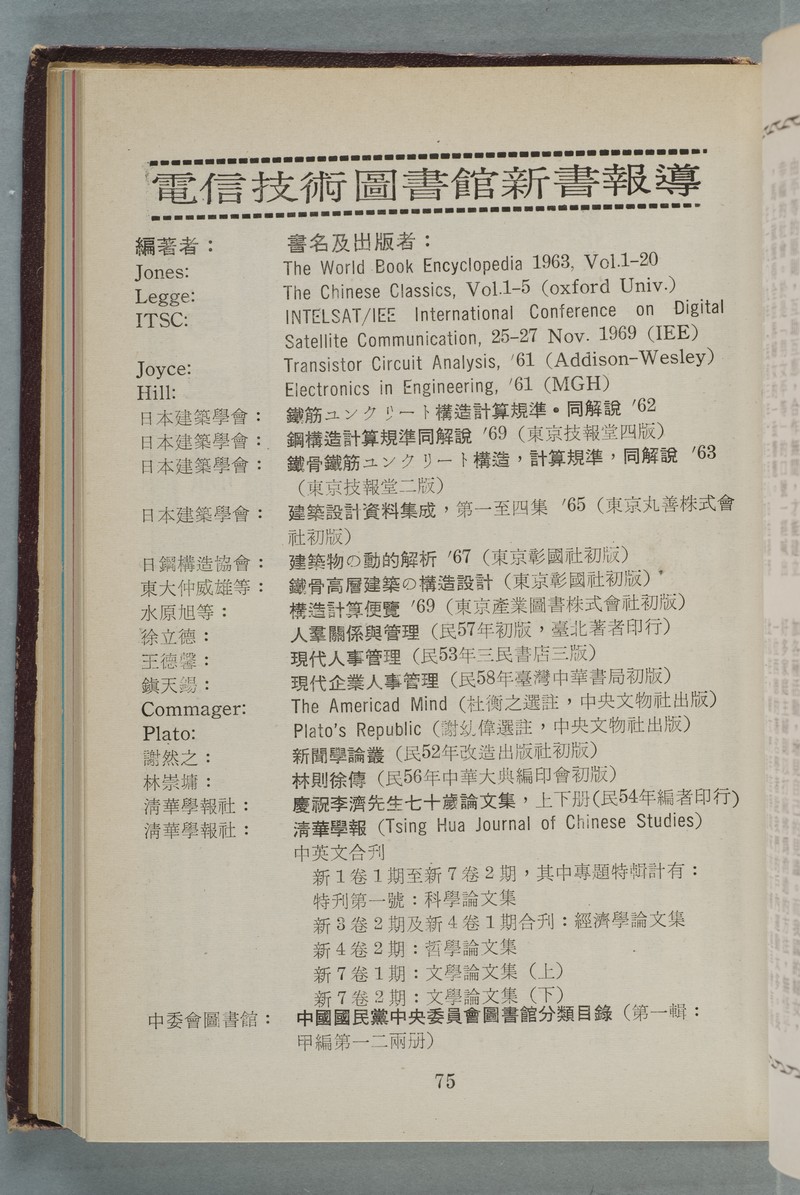 電信技術圖書館新書報導
編著者： 書名及出版者：
Jones: The World Book Encyclopedia 1963, Vol.1-20
Legge: The Chinese Classics, Vol.1-5 (oxford Univ.)
ITSC: INTELSAT/IEE International Conference on Digital
Satellite Communication, 25-27 Nov. 1969 (IEE)
Joyce: Transistor Circuit Analysis, '61 (Addison-Wesley)
Hill: Electronics in Engineering, '61 (MGH)
日本建築學會： 鐵筋ユンクリート構造計算規準。同解說 '62
日本建築學會： 鋼構造計算規準同解說 '69（東京技報堂四版）
日本建築學會： 鐵骨鐵筋ユンクリート構造，計算規準，同解說 '63
（東京技報堂二版）
日本建築學會： 建築設計資料集成，第一至四集 '65（東京丸善株式會
社初版）
日鋼構造協會： 建築物の動的解析 '67（東京彰國社初版）
東大仲威雄等： 鐵骨高層建築の構造設計（東京彰國社初版）
水原旭等： 構造計算便覽 '69（東京產業圖書株式會社初版）
徐立德： 人羣關係與管理（民57年初版，臺北著者印行）
王德馨： 現代人事管理（民53年三民書店三版）
鎭天錫： 現代企業人事管理（民58年臺灣中華書局初版）
Commager: The Americad Mind（杜衡之選註，中央文物社出版）
Plato: Plato's Republic（謝幼偉選註，中央文物社出版）
謝然之： 新聞學論叢（民52年改造出版社初版）
林崇墉： 林則徐傳（民56年中華大典編印會初版）
清華學報社： 慶祝李濟先生七十歲論文集，上下册(民54年編者印行)
清華學報社： 清華學報 (Tsing Hua Journal of Chinese Studies)
中英文合刋
新1卷1期至新7卷2期，其中專題特輯計有：
特刋第一號：科學論文集
新3卷2期及新4卷1期合刋：經濟學論文集
新4卷2期：哲學論文集
新7卷1期：文學論文集（上）
新7卷2期：文學論文集（下）
中委會圖書館： 中國國民黨中央委員會圖書館分類目錄（第一輯：
甲編第一二兩册）
75